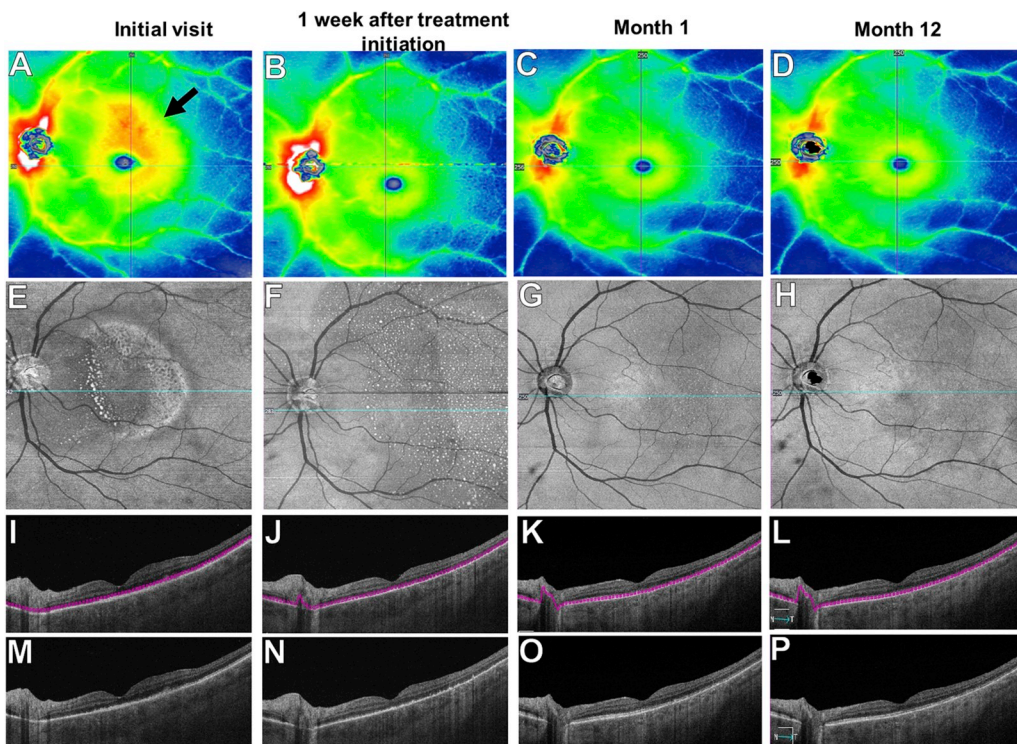 Initial visit
1 week after treatment
initiation
Month 1
Month 12
A
B
C
D
E
F
G
H
I
J
K
L
M
N
O
P